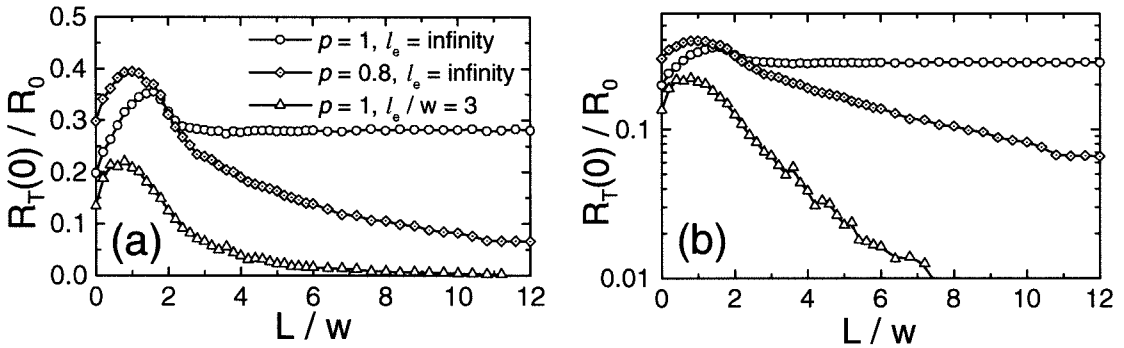 0.5
0.4
0.3
0.2
0.1
0.0
R_T(0) / R_0
p = 1, l_e = infinity
p = 0.8, l_e = infinity
p = 1, l_e / w = 3
(a)
0 2 4 6 8 10 12
L / w
R_T(0) / R_0
0.1
0.01
(b)
0 2 4 6 8 10 12
L / w